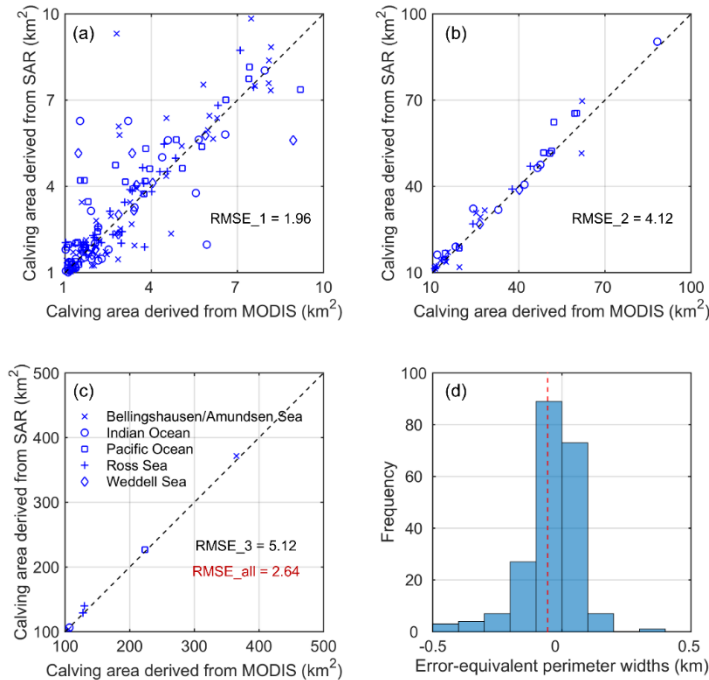 (a)
Calving area derived from SAR (km²)
10
7
4
1
RMSE_1 = 1.96
1 4 7 10
Calving area derived from MODIS (km²)
(b)
Calving area derived from SAR (km²)
100
70
40
10
RMSE_2 = 4.12
10 40 70 100
Calving area derived from MODIS (km²)
(c)
Calving area derived from SAR (km²)
500
400
300
200
100
Bellingshausen/Amundsen Sea
Indian Ocean
Pacific Ocean
Ross Sea
Weddell Sea
RMSE_3 = 5.12
RMSE_all = 2.64
100 200 300 400 500
Calving area derived from MODIS (km²)
(d)
Frequency
100
80
60
40
20
0
-0.5 0 0.5
Error-equivalent perimeter widths (km)